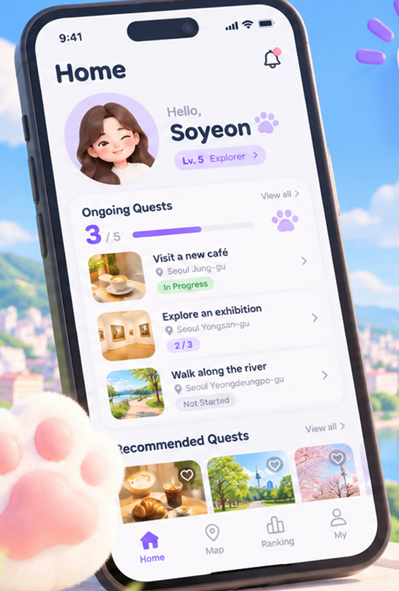 9:41
Home
Hello,
Soyeon
Lv. 5 Explorer >
Ongoing Quests
View all >
3 / 5
Visit a new café
Seoul Jung-gu
In Progress
Explore an exhibition
Seoul Yongsan-gu
2 / 3
Walk along the river
Seoul Yeongdeungpo-gu
Not Started
Recommended Quests
View all >
Home
Map
Ranking
My